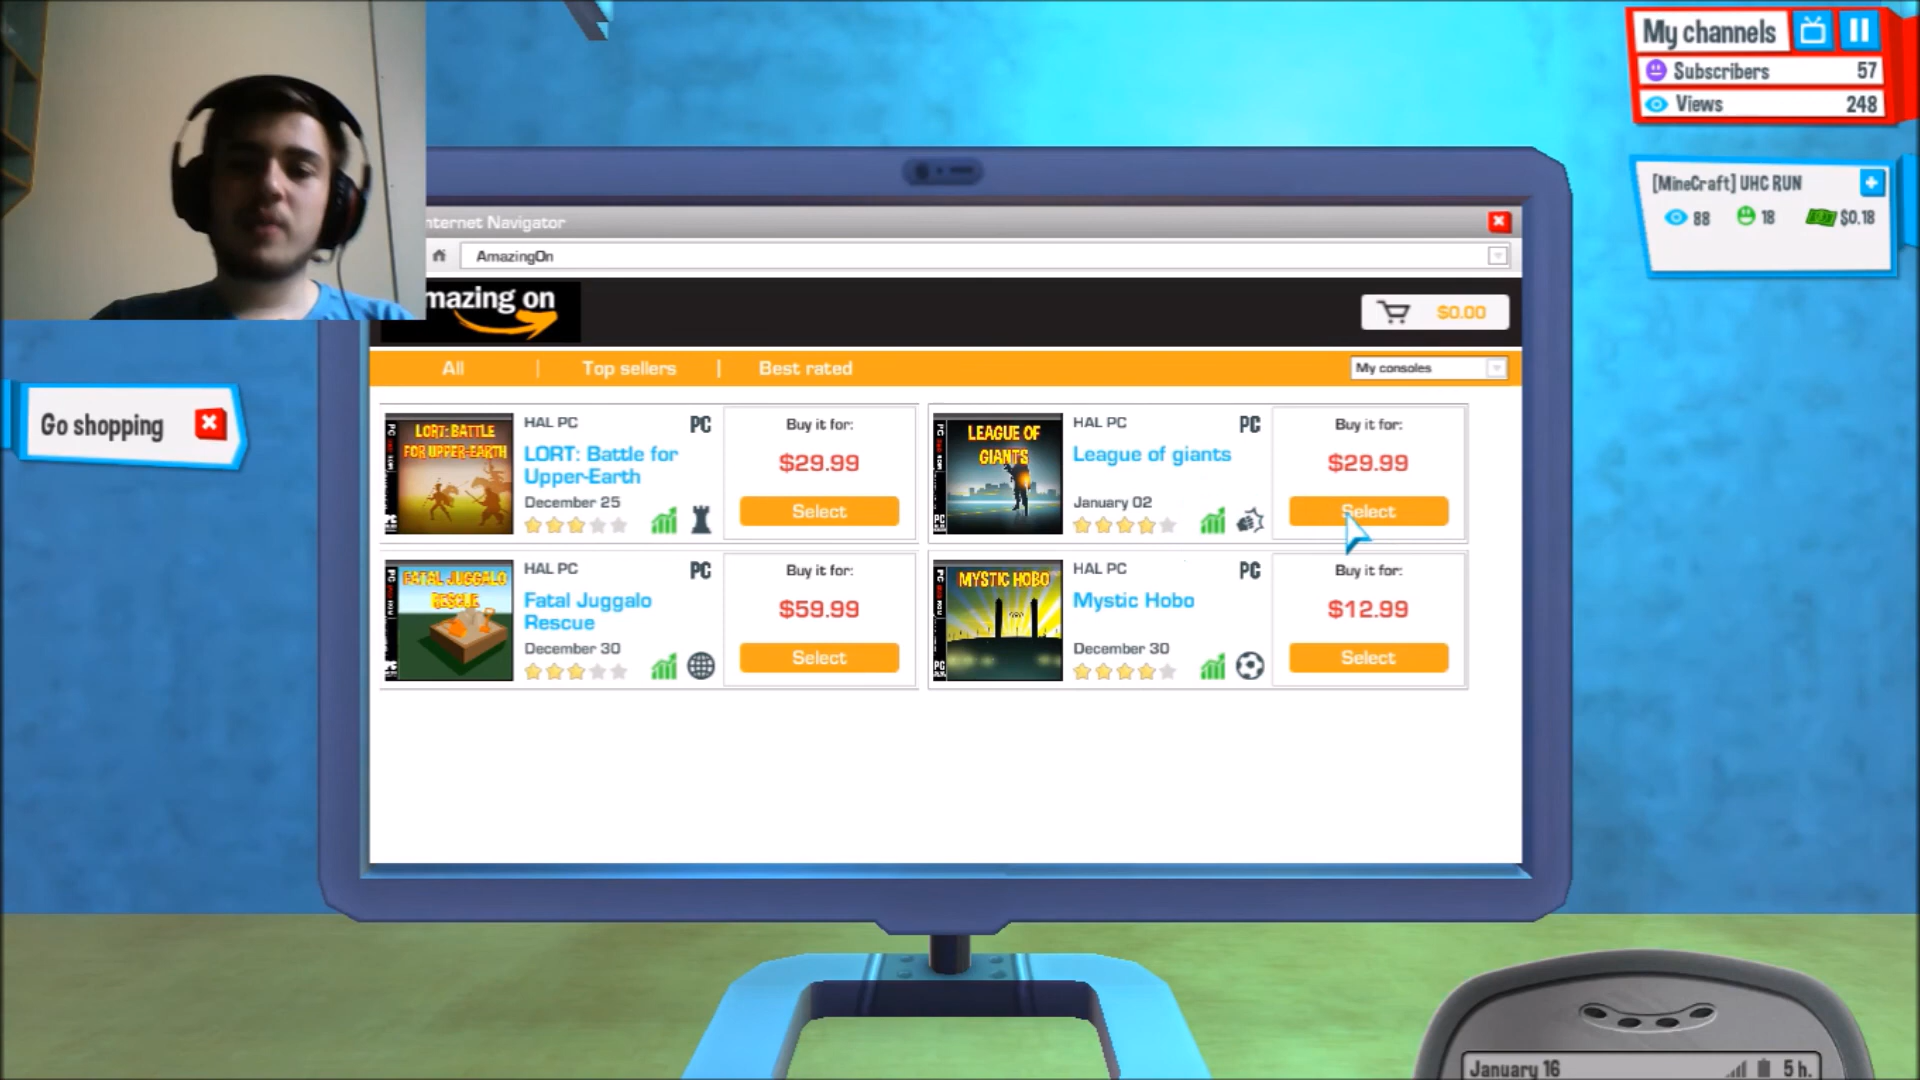 My channels
Subscribers 57
Views 248
[MineCraft] UHC RUN
88 18 $0.18
Go shopping
nternet Navigator
AmazingOn
mazing on
$0.00
All | Top sellers | Best rated
My consoles
LORT: BATTLE
FOR UPPER-EARTH
HAL PC PC
LORT: Battle for
Upper-Earth
December 25
Buy it for:
$29.99
Select
LEAGUE OF
GIANTS
HAL PC PC
League of giants
January 02
Buy it for:
$29.99
Select
FATAL JUGGALO
RESCUE
HAL PC PC
Fatal Juggalo
Rescue
December 30
Buy it for:
$59.99
Select
MYSTIC HOBO
HAL PC PC
Mystic Hobo
December 30
Buy it for:
$12.99
Select
January 16 5 h.